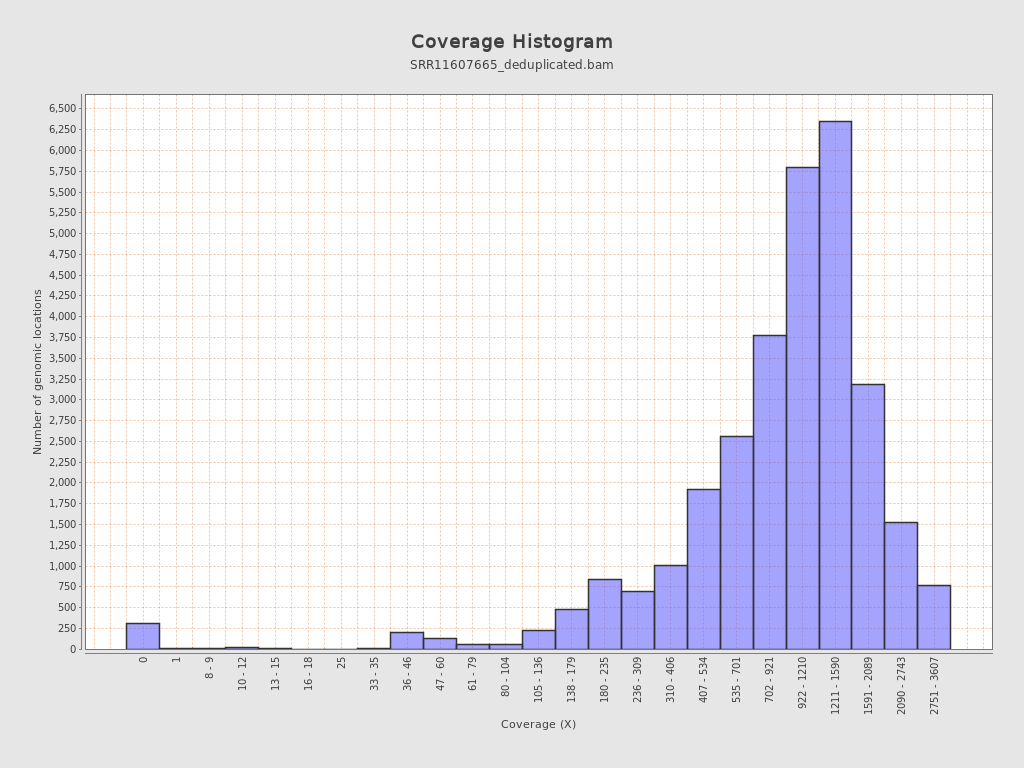 Coverage Histogram
SRR11607665_deduplicated.bam
6,500
6,250
6,000
5,750
5,500
5,250
5,000
4,750
4,500
4,250
4,000
3,750
3,500
3,250
3,000
2,750
2,500
2,250
2,000
1,750
1,500
1,250
1,000
750
500
250
0
Number of genomic locations
0
1
8 - 9
10 - 12
13 - 15
16 - 18
25
33 - 35
36 - 46
47 - 60
61 - 79
80 - 104
105 - 136
138 - 179
180 - 235
236 - 309
310 - 406
407 - 534
535 - 701
702 - 921
922 - 1210
1211 - 1590
1591 - 2089
2090 - 2743
2751 - 3607
Coverage (X)